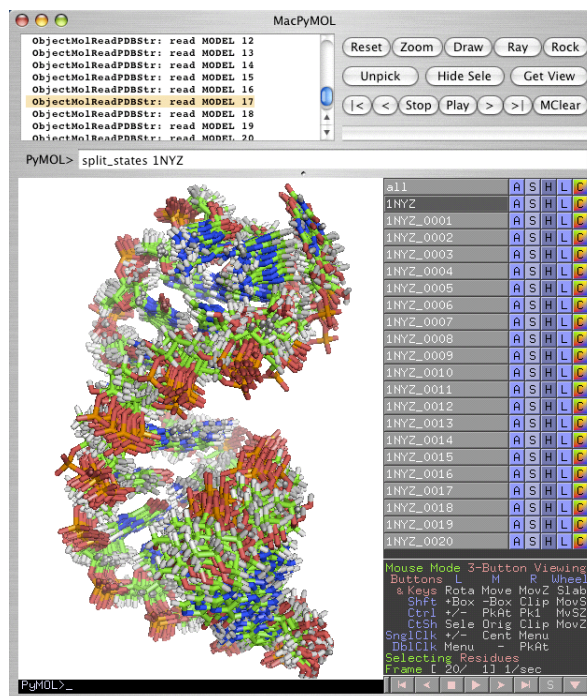 MacPyMOL
ObjectMolReadPDBStr: read MODEL 12
ObjectMolReadPDBStr: read MODEL 13
ObjectMolReadPDBStr: read MODEL 14
ObjectMolReadPDBStr: read MODEL 15
ObjectMolReadPDBStr: read MODEL 16
ObjectMolReadPDBStr: read MODEL 17
ObjectMolReadPDBStr: read MODEL 18
ObjectMolReadPDBStr: read MODEL 19
ObjectMolReadPDBStr: read MODEL 20
Reset Zoom Draw Ray Rock
Unpick Hide Sele Get View
|< < Stop Play > >| MClear
PyMOL> split_states 1NYZ
all A S H L C
1NYZ A S H L C
1NYZ_0001 A S H L C
1NYZ_0002 A S H L C
1NYZ_0003 A S H L C
1NYZ_0004 A S H L C
1NYZ_0005 A S H L C
1NYZ_0006 A S H L C
1NYZ_0007 A S H L C
1NYZ_0008 A S H L C
1NYZ_0009 A S H L C
1NYZ_0010 A S H L C
1NYZ_0011 A S H L C
1NYZ_0012 A S H L C
1NYZ_0013 A S H L C
1NYZ_0014 A S H L C
1NYZ_0015 A S H L C
1NYZ_0016 A S H L C
1NYZ_0017 A S H L C
1NYZ_0018 A S H L C
1NYZ_0019 A S H L C
1NYZ_0020 A S H L C
Mouse Mode 3-Button Viewing
Buttons L M R Wheel
& Keys Rota Move MovZ Slab
Shft +Box -Box Clip MovS
Ctrl +/- PkAt Pk1 MvSZ
CtSh Sele Orig Clip MovZ
SnglClk +/- Cent Menu
DblClk Menu - PkAt
Selecting Residues
Frame [ 20/ 1] 1/sec
PyMOL>_
S